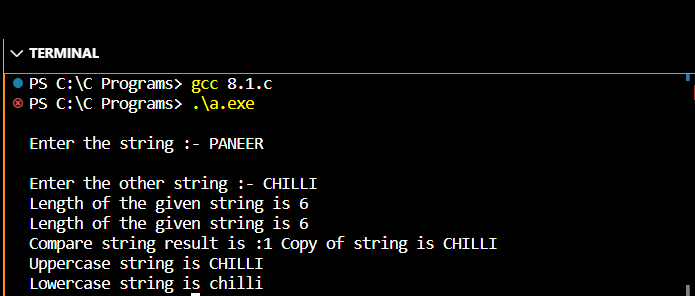 TERMINAL
PS C:\C Programs> gcc 8.1.c
PS C:\C Programs> .\a.exe
Enter the string :- PANEER
Enter the other string :- CHILLI
Length of the given string is 6
Length of the given string is 6
Compare string result is :1 Copy of string is CHILLI
Uppercase string is CHILLI
Lowercase string is chilli